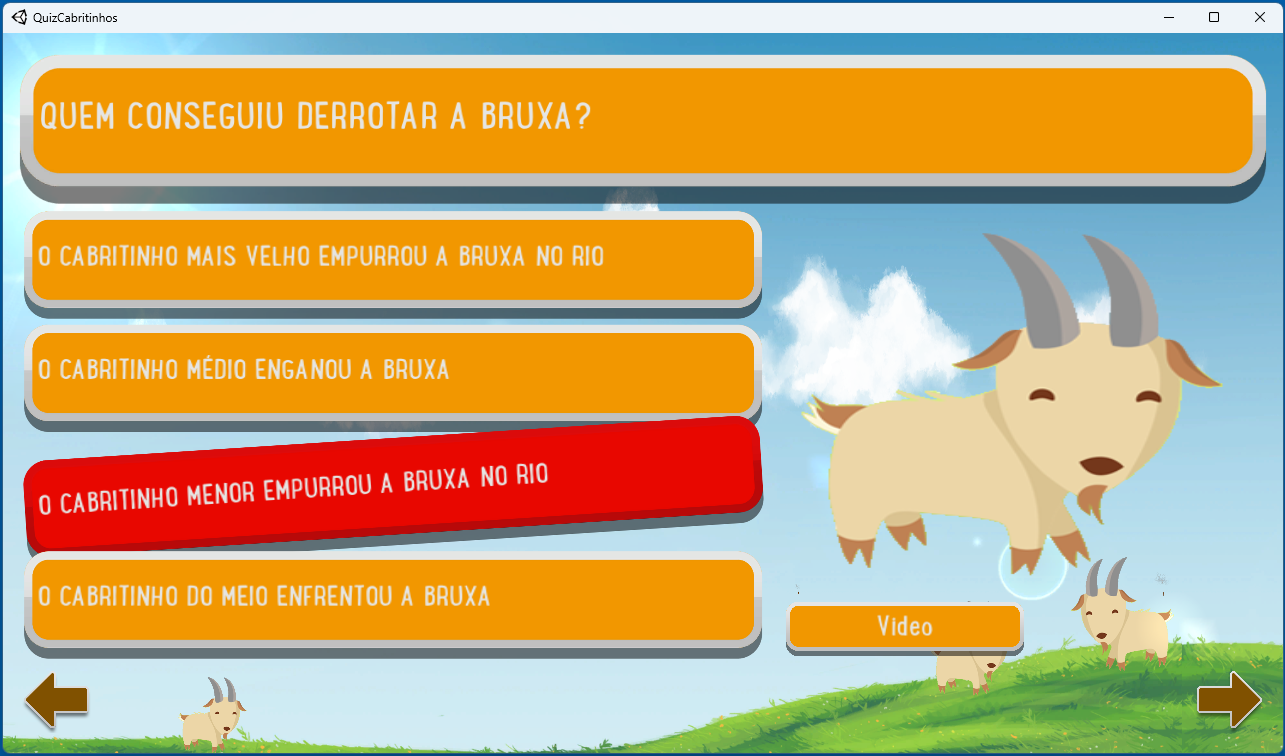 QuizCabritinhos
QUEM CONSEGUIU DERROTAR A BRUXA?
O CABRITINHO MAIS VELHO EMPURROU A BRUXA NO RIO
O CABRITINHO MÉDIO ENGANOU A BRUXA
O CABRITINHO MENOR EMPURROU A BRUXA NO RIO
O CABRITINHO DO MEIO ENFRENTOU A BRUXA
Video